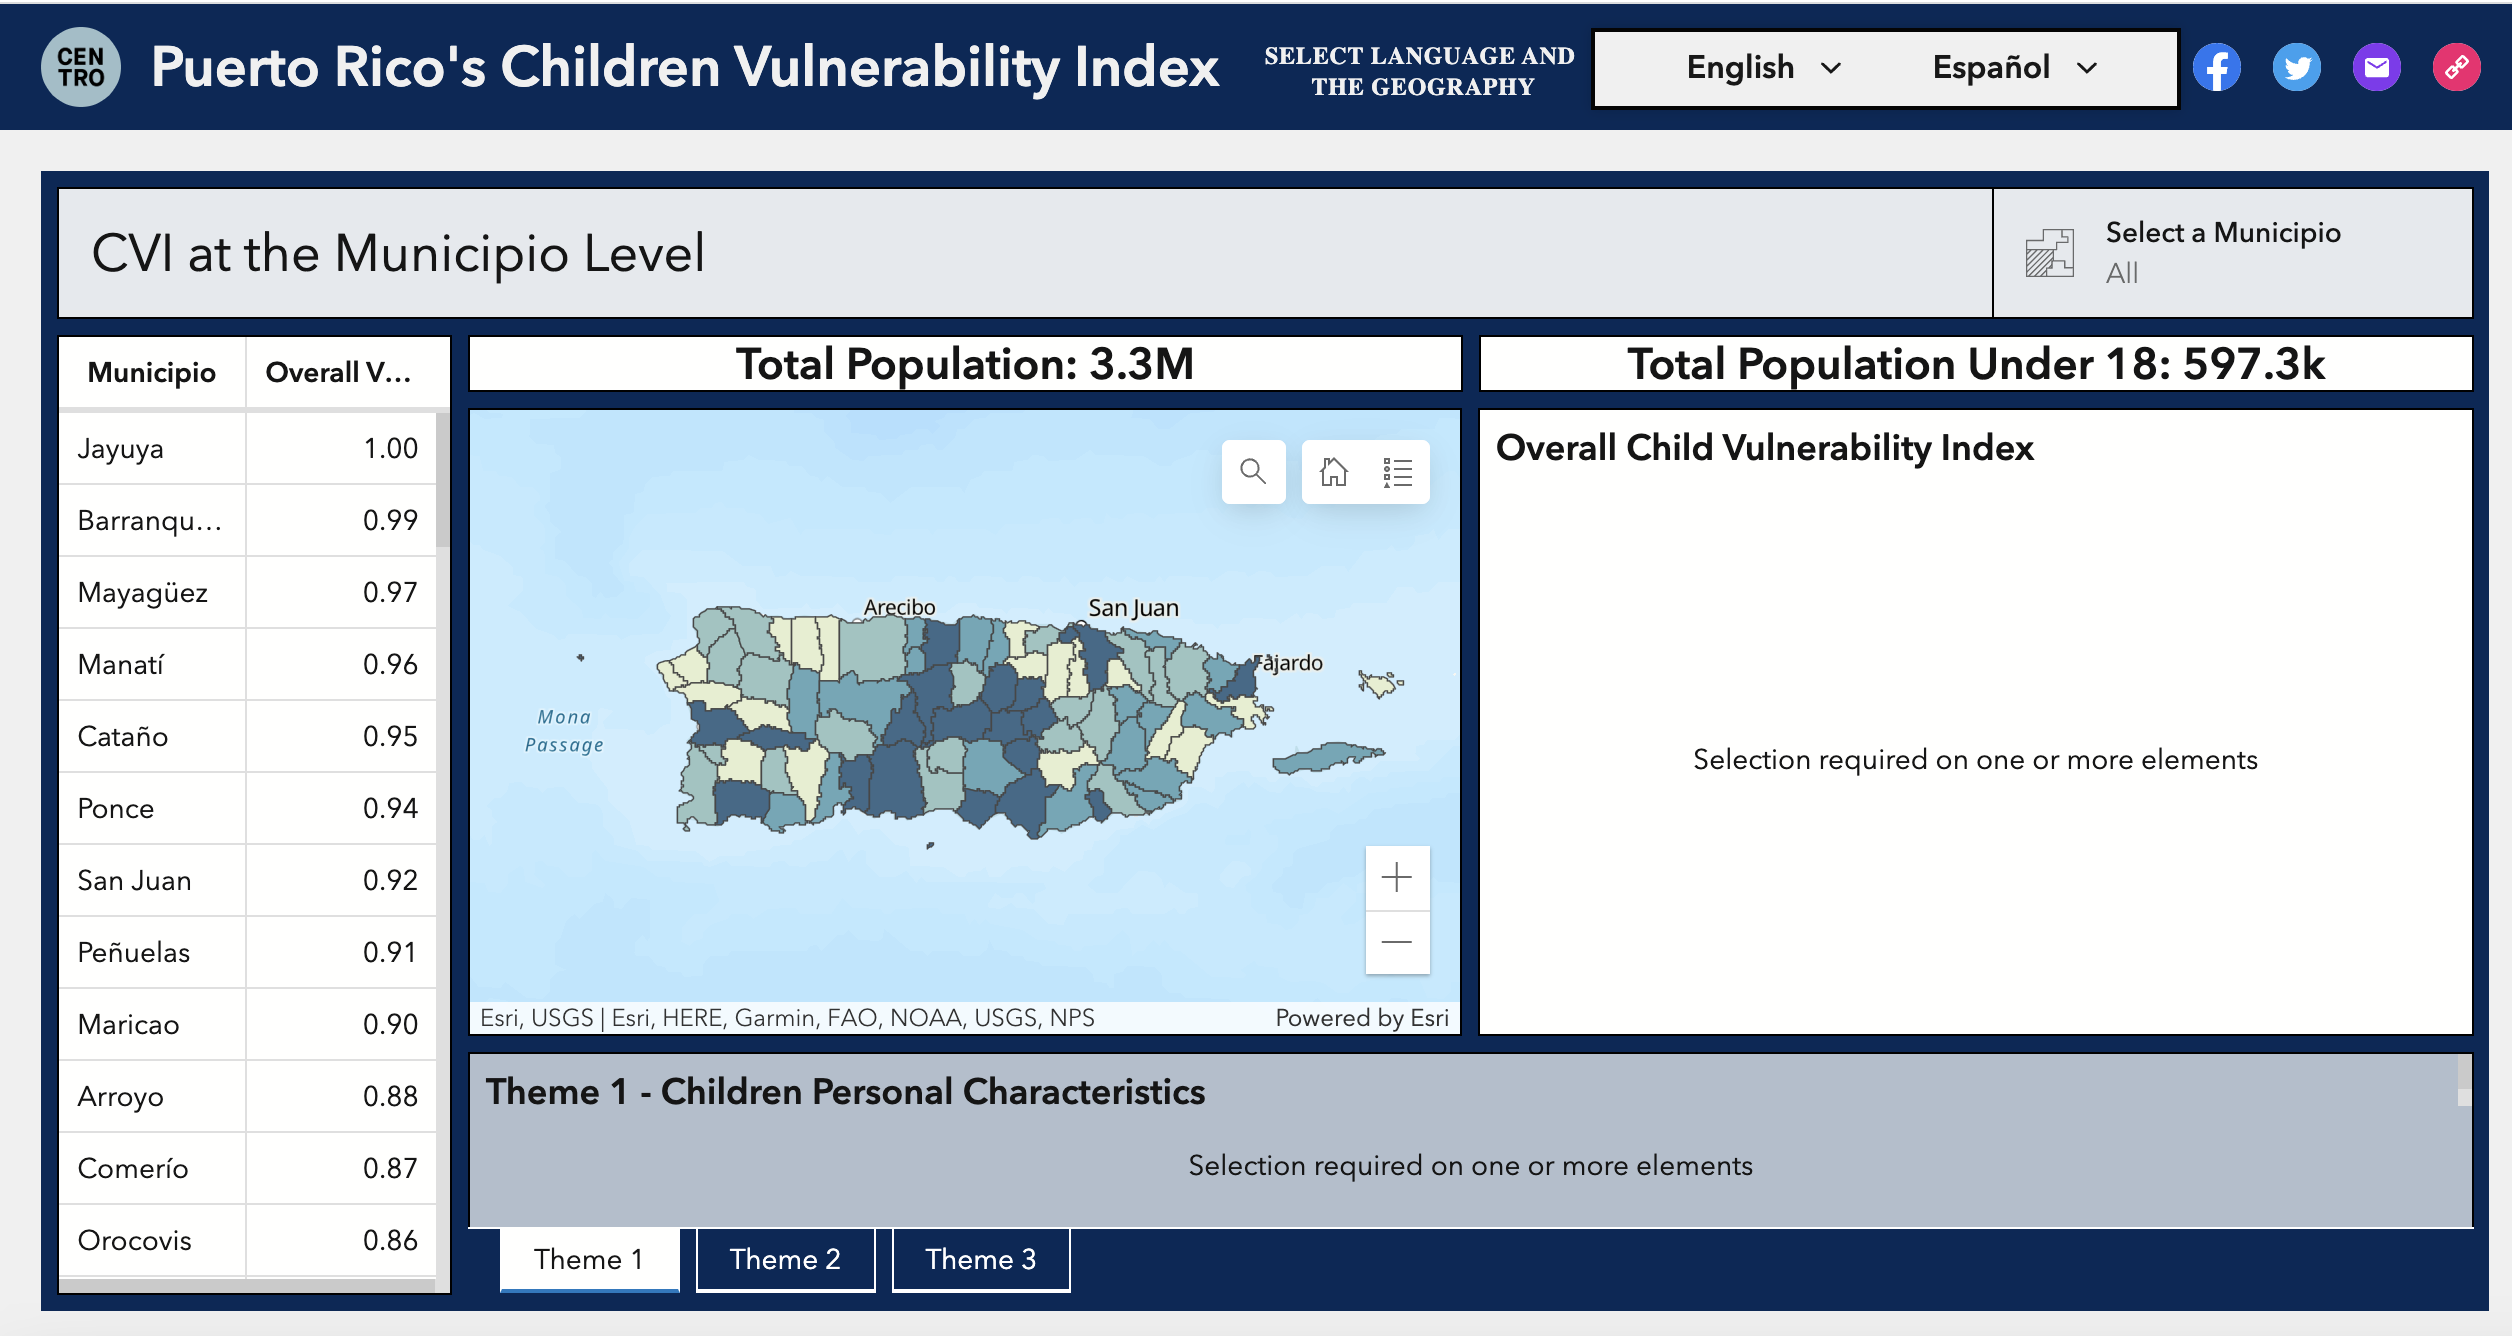 CEN
TRO
Puerto Rico's Children Vulnerability Index
SELECT LANGUAGE AND
THE GEOGRAPHY
English
Español
CVI at the Municipio Level
Select a Municipio
All
Municipio Overall V...
Jayuya 1.00
Barranqu... 0.99
Mayagüez 0.97
Manatí 0.96
Cataño 0.95
Ponce 0.94
San Juan 0.92
Peñuelas 0.91
Maricao 0.90
Arroyo 0.88
Comerío 0.87
Orocovis 0.86
Total Population: 3.3M
Arecibo
San Juan
Fajardo
Mona
Passage
Esri, USGS | Esri, HERE, Garmin, FAO, NOAA, USGS, NPS
Powered by Esri
Total Population Under 18: 597.3k
Overall Child Vulnerability Index
Selection required on one or more elements
Theme 1 - Children Personal Characteristics
Selection required on one or more elements
Theme 1
Theme 2
Theme 3